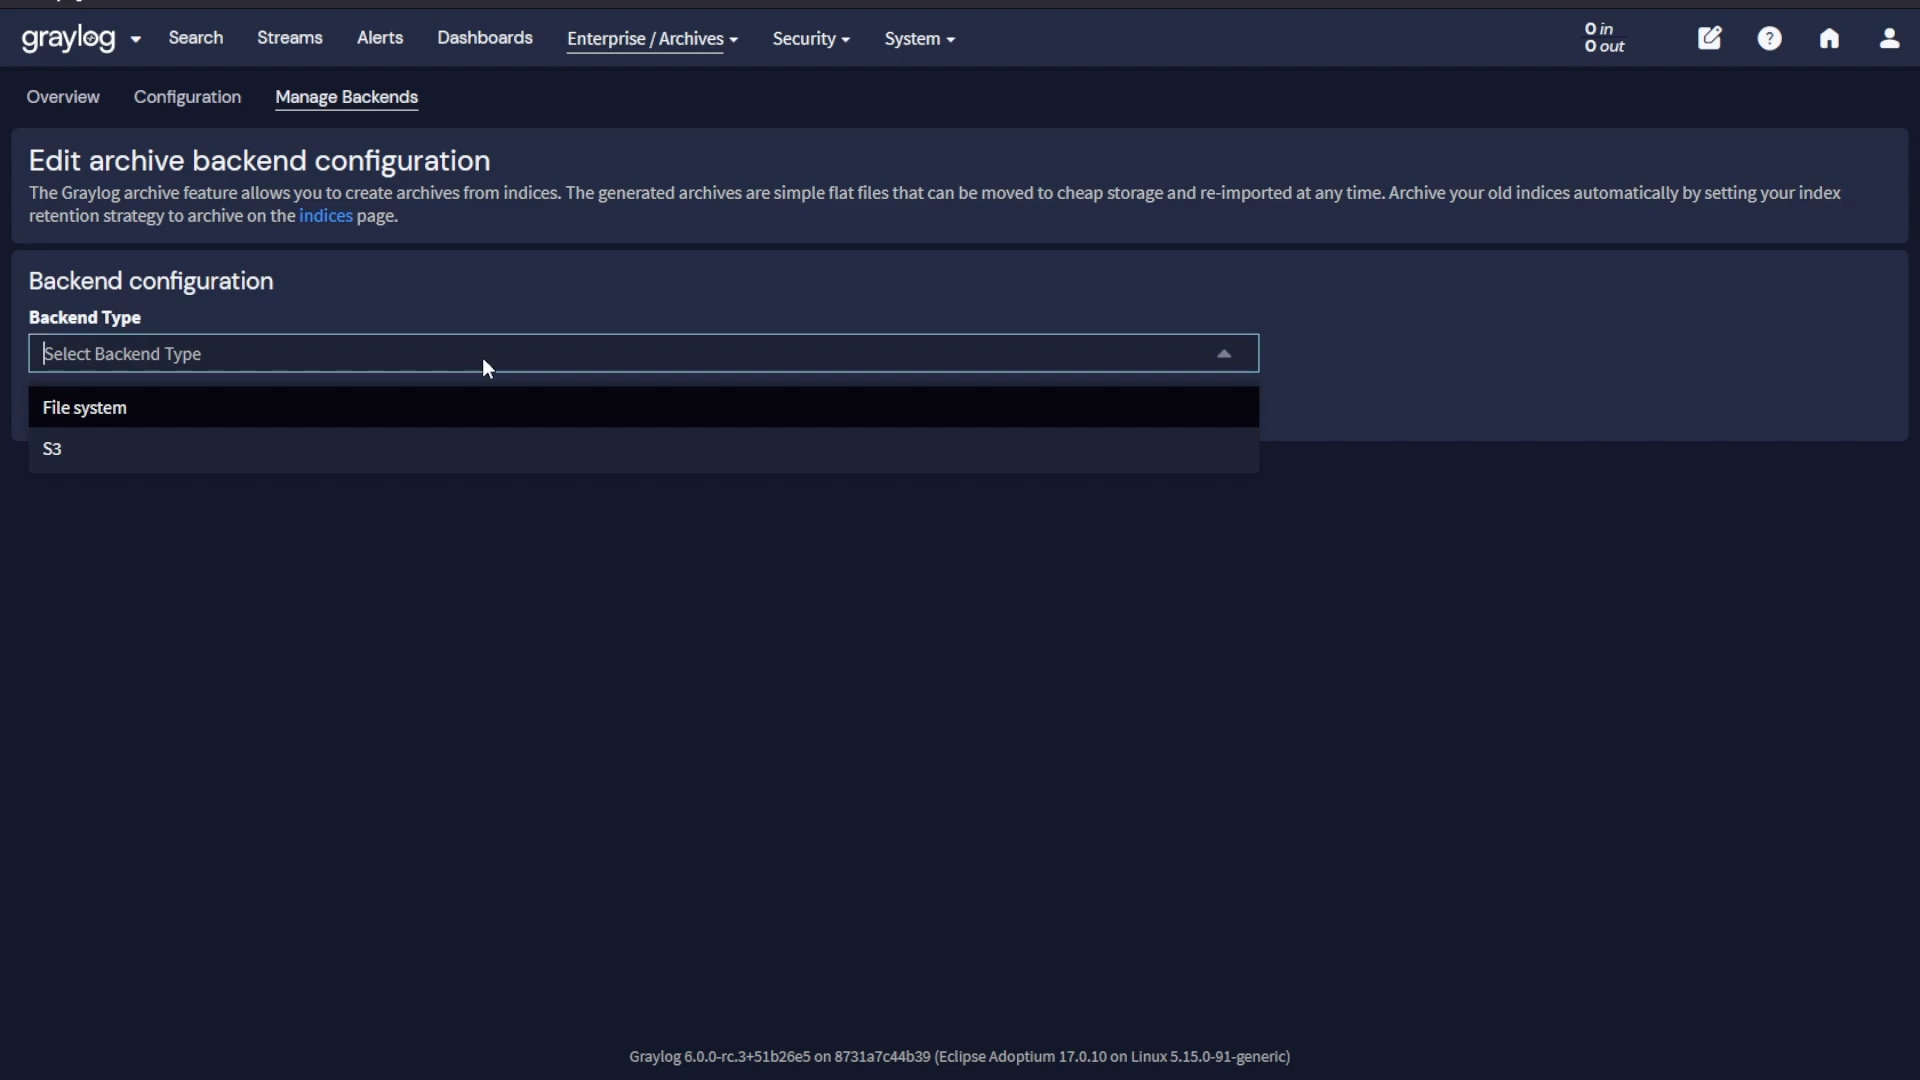 graylog Search Streams Alerts Dashboards Enterprise / Archives Security System 0 in
0 out
Overview Configuration Manage Backends
Edit archive backend configuration
The Graylog archive feature allows you to create archives from indices. The generated archives are simple flat files that can be moved to cheap storage and re-imported at any time. Archive your old indices automatically by setting your index
retention strategy to archive on the indices page.
Backend configuration
Backend Type
Select Backend Type
File system
S3
Graylog 6.0.0-rc.3+51b26e5 on 8731a7c44b39 (Eclipse Adoptium 17.0.10 on Linux 5.15.0-91-generic)